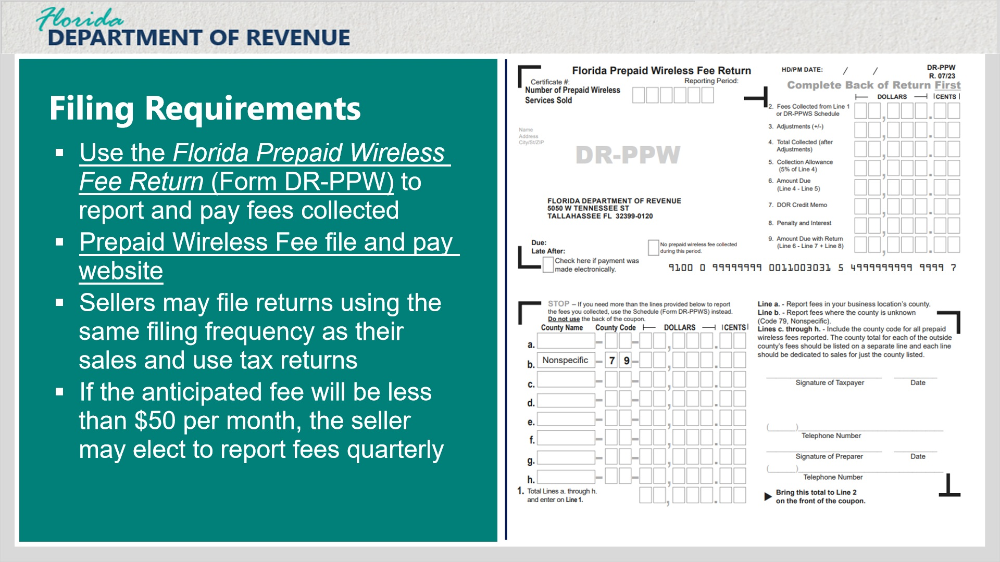 Florida
DEPARTMENT OF REVENUE
Filing Requirements
▪ Use the Florida Prepaid Wireless
Fee Return (Form DR-PPW) to
report and pay fees collected
▪ Prepaid Wireless Fee file and pay
website
▪ Sellers may file returns using the
same filing frequency as their
sales and use tax returns
▪ If the anticipated fee will be less
than $50 per month, the seller
may elect to report fees quarterly
Florida Prepaid Wireless Fee Return
Certificate #:
Reporting Period:
Number of Prepaid Wireless
Services Sold
HD/PM DATE: / /
DR-PPW
R. 07/23
Complete Back of Return First
DOLLARS CENTS
Name
Address
City/St/ZIP
DR-PPW
FLORIDA DEPARTMENT OF REVENUE
5050 W TENNESSEE ST
TALLAHASSEE FL 32399-0120
2. Fees Collected from Line 1
or DR-PPWS Schedule
3. Adjustments (+/-)
4. Total Collected (after
Adjustments)
5. Collection Allowance
(5% of Line 4)
6. Amount Due
(Line 4 - Line 5)
7. DOR Credit Memo
8. Penalty and Interest
9. Amount Due with Return
(Line 6 - Line 7 + Line 8)
Due:
Late After:
Check here if payment was
made electronically.
No prepaid wireless fee collected
during this period.
9100 0 99999999 0011003031 5 4999999999 9999 7
STOP – If you need more than the lines provided below to report
the fees you collected, use the Schedule (Form DR-PPWS) instead.
Do not use the back of the coupon.
County Name County Code DOLLARS CENTS
a.
b. Nonspecific 7 9
c.
d.
e.
f.
g.
h.
1. Total Lines a. through h.
and enter on Line 1.
Line a. - Report fees in your business location's county.
Line b. - Report fees where the county is unknown
(Code 79, Nonspecific).
Lines c. through h. - Include the county code for all prepaid
wireless fees reported. The county total for each of the outside
county's fees should be listed on a separate line and each line
should be dedicated to sales for just the county listed.
Signature of Taxpayer Date
( )
Telephone Number
Signature of Preparer Date
( )
Telephone Number
Bring this total to Line 2
on the front of the coupon.